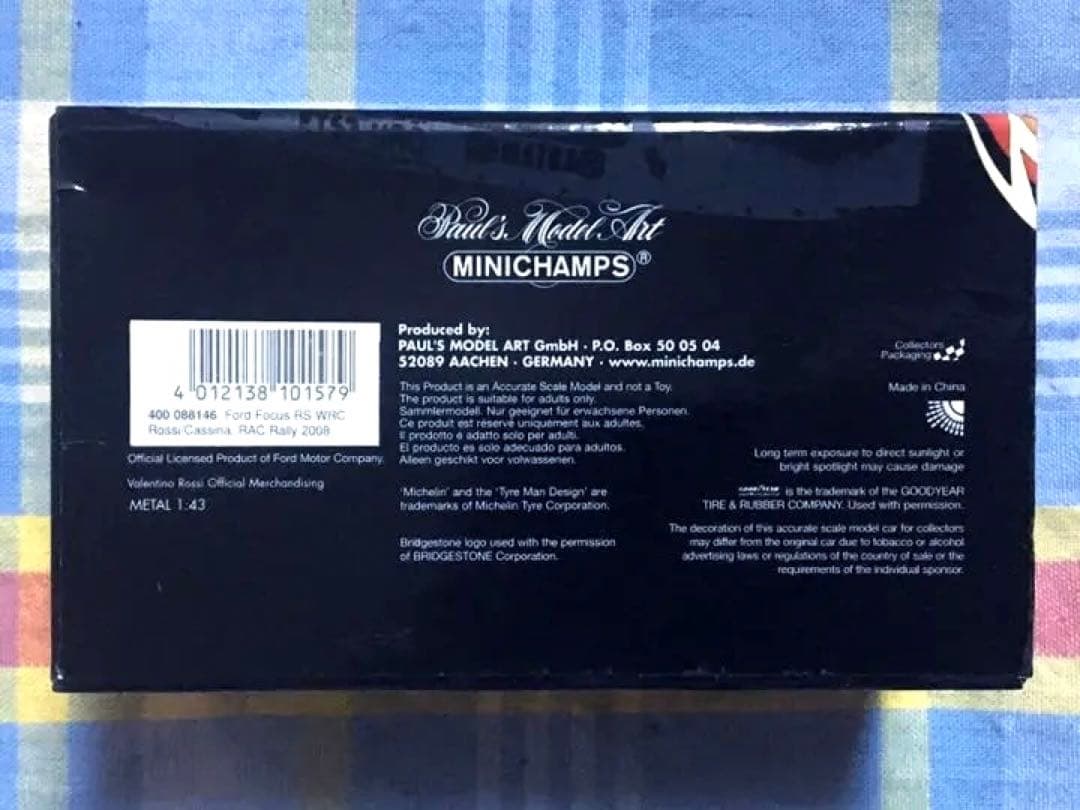 Paul's Model Art
MINICHAMPS®
4 012138 101579
400 088146 Ford Focus RS WRC
Rossi/Cassina RAC Rally 2008
Official Licensed Product of Ford Motor Company.
Valentino Rossi Official Merchandising
METAL 1:43
Produced by:
PAUL'S MODEL ART GmbH · P.O. Box 50 05 04
52089 AACHEN · GERMANY · www.minichamps.de
This Product is an Accurate Scale Model and not a Toy.
The product is suitable for adults only.
Sammlermodell. Nur geeignet für erwachsene Personen.
Ce produit est réservé uniquement aux adultes.
Il prodotto è adatto solo per adulti.
El producto es solo adecuado para adultos.
Alleen geschikt voor volwassenen.
'Michelin' and the 'Tyre Man Design' are
trademarks of Michelin Tyre Corporation.
Bridgestone logo used with the permission
of BRIDGESTONE Corporation.
Collectors
Packaging
Made in China
Long term exposure to direct sunlight or
bright spotlight may cause damage
GOODYEAR is the trademark of the GOODYEAR
TIRE & RUBBER COMPANY. Used with permission.
The decoration of this accurate scale model car for collectors
may differ from the original car due to tobacco or alcohol
advertising laws or regulations of the country of sale or the
requirements of the individual sponsor.